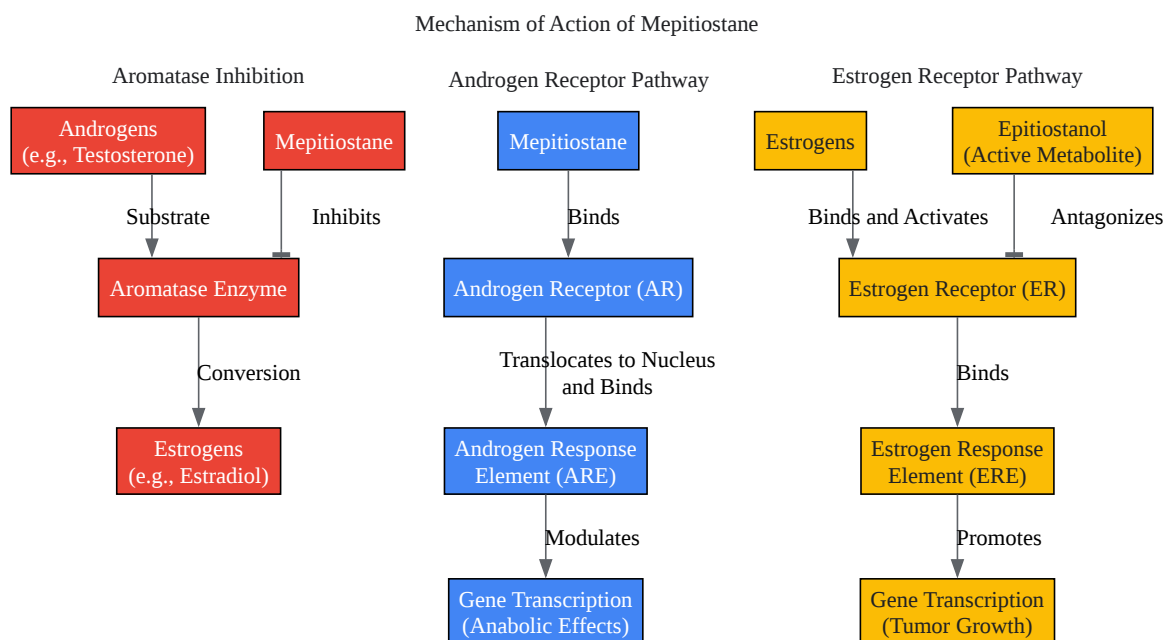 Mechanism of Action of Mepitiostane
Aromatase Inhibition
Androgens
(e.g., Testosterone)
Mepitiostane
Substrate
Inhibits
Aromatase Enzyme
Conversion
Estrogens
(e.g., Estradiol)
Androgen Receptor Pathway
Mepitiostane
Binds
Androgen Receptor (AR)
Translocates to Nucleus
and Binds
Androgen Response
Element (ARE)
Modulates
Gene Transcription
(Anabolic Effects)
Estrogen Receptor Pathway
Estrogens
Epitiostanol
(Active Metabolite)
Binds and Activates
Antagonizes
Estrogen Receptor (ER)
Binds
Estrogen Response
Element (ERE)
Promotes
Gene Transcription
(Tumor Growth)